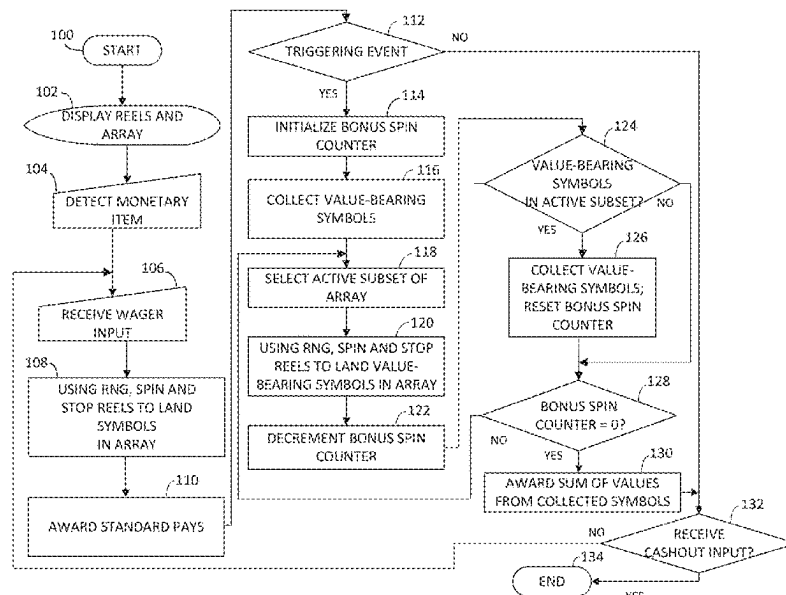 100
START
102
DISPLAY REELS AND
ARRAY
104
DETECT MONETARY
ITEM
106
RECEIVE WAGER
INPUT
108
USING RNG, SPIN AND
STOP REELS TO LAND
SYMBOLS
IN ARRAY
110
AWARD STANDARD PAYS
112
TRIGGERING EVENT
NO
YES
114
INITIALIZE BONUS SPIN
COUNTER
116
COLLECT VALUE-BEARING
SYMBOLS
118
SELECT ACTIVE SUBSET OF
ARRAY
120
USING RNG, SPIN AND STOP
REELS TO LAND VALUE-
BEARING SYMBOLS IN ARRAY
122
DECREMENT BONUS SPIN
COUNTER
124
VALUE-BEARING
SYMBOLS
IN ACTIVE SUBSET?
NO
YES
126
COLLECT VALUE-
BEARING SYMBOLS;
RESET BONUS SPIN
COUNTER
128
BONUS SPIN
COUNTER = 0?
NO
YES
130
AWARD SUM OF VALUES
FROM COLLECTED SYMBOLS
132
RECEIVE
CASHOUT INPUT?
NO
YES
134
END